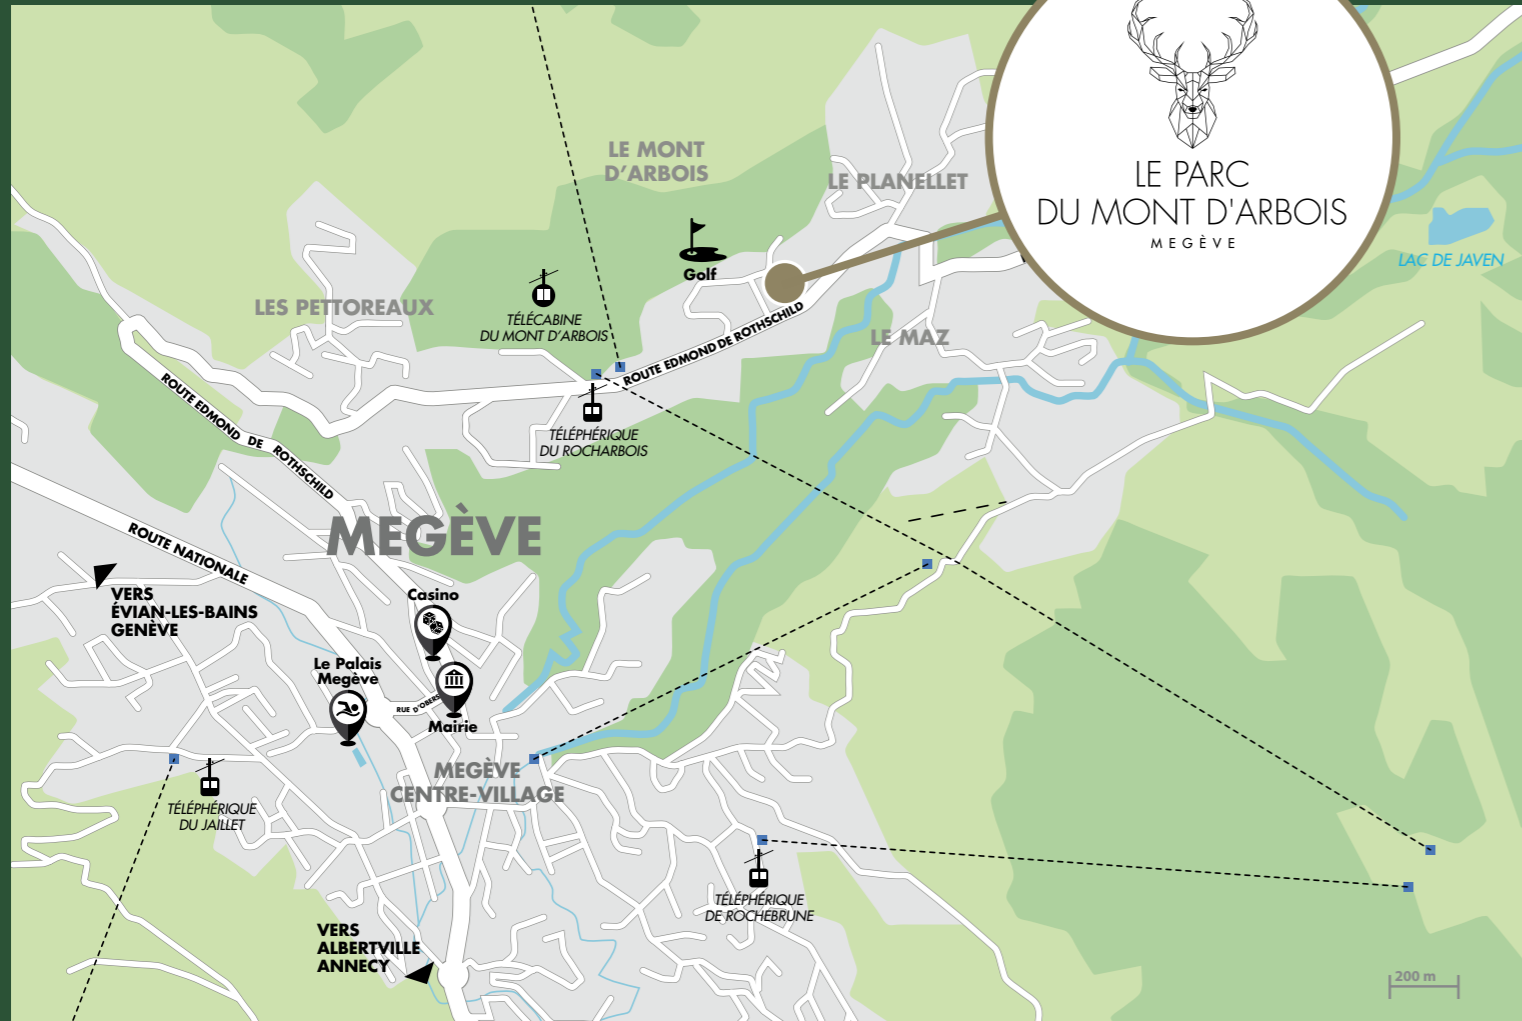 LE PARC
DU MONT D'ARBOIS
MEGÈVE
LE MONT
D'ARBOIS
LE PLANELLET
LAC DE JAVEN
Golf
LES PETTOREAUX
TÉLÉCABINE
DU MONT D'ARBOIS
LE MAZ
ROUTE EDMOND DE ROTHSCHILD
ROUTE EDMOND DE ROTHSCHILD
TÉLÉPHÉRIQUE
DU ROCHARBOIS
MEGÈVE
ROUTE NATIONALE
VERS
ÉVIAN-LES-BAINS
GENÈVE
Casino
Le Palais
Megève
RUE D'OBERS
Mairie
MEGÈVE
CENTRE-VILLAGE
TÉLÉPHÉRIQUE
DU JAILLET
TÉLÉPHÉRIQUE
DE ROCHEBRUNE
VERS
ALBERTVILLE
ANNECY
200 m